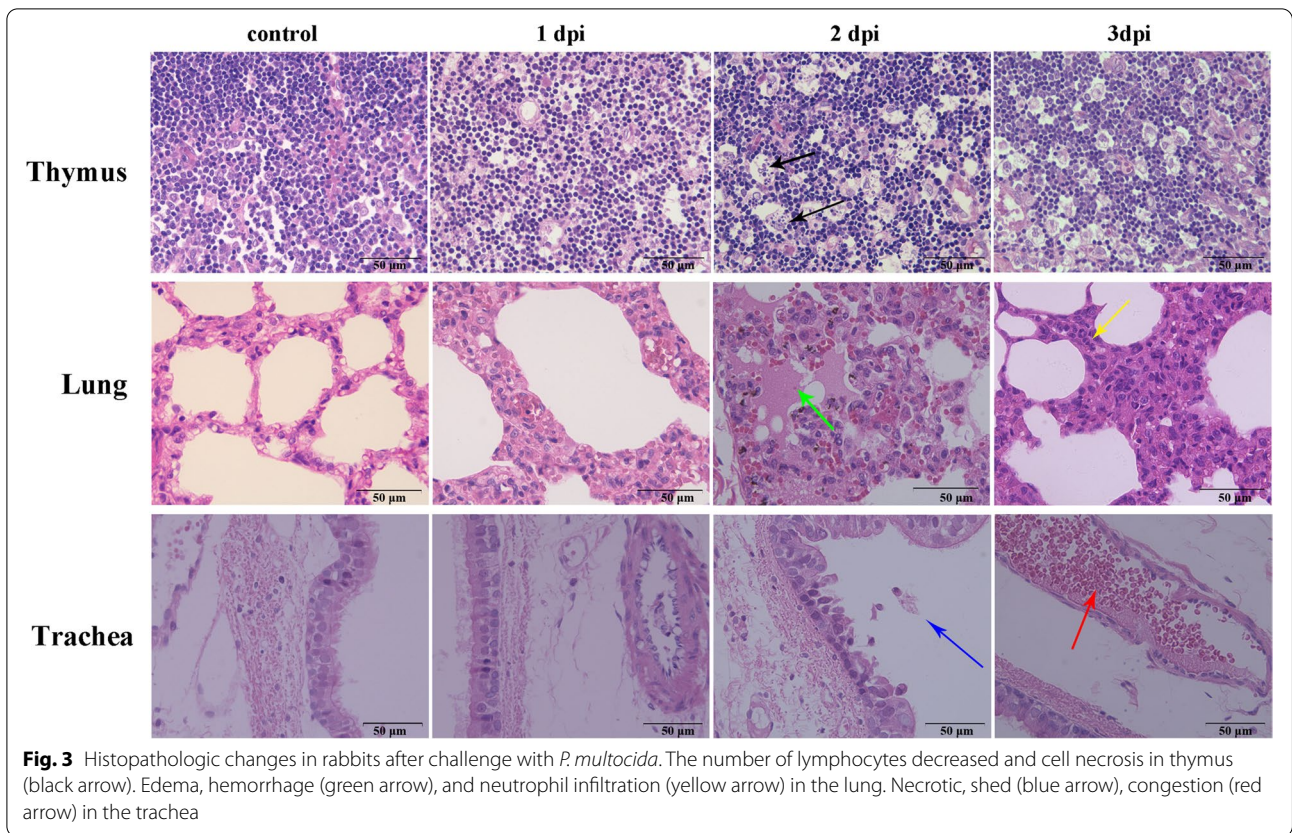 control 1 dpi 2 dpi 3dpi
Thymus
50 µm 50 µm 50 µm 50 µm
Lung
50 µm 50 µm 50 µm 50 µm
Trachea
50 µm 50 µm 50 µm 50 µm
Fig. 3 Histopathologic changes in rabbits after challenge with P. multocida. The number of lymphocytes decreased and cell necrosis in thymus
(black arrow). Edema, hemorrhage (green arrow), and neutrophil infiltration (yellow arrow) in the lung. Necrotic, shed (blue arrow), congestion (red
arrow) in the trachea